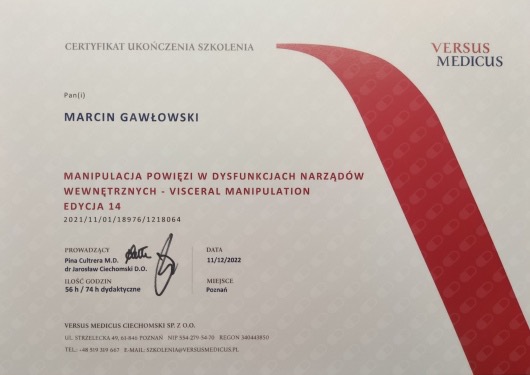 CERTYFIKAT UKOŃCZENIA SZKOLENIA
VERSUS
MEDICUS
Pan(i)
MARCIN GAWŁOWSKI
MANIPULACJA POWIĘZI W DYSFUNKCJACH NARZĄDÓW
WEWNĘTRZNYCH - VISCERAL MANIPULATION
EDYCJA 14
2021/11/01/18976/1218064
PROWADZĄCY
Pina Cultrera M.D.
dr Jarosław Ciechomski D.O.
ILOŚĆ GODZIN
56 h / 74 h dydaktyczne
DATA
11/12/2022
MIEJSCE
Poznań
VERSUS MEDICUS CIECHOMSKI SP. Z O.O.
UL. STRZELECKA 49, 61-846 POZNAŃ NIP 554-279-54-70 REGON 340443850
TEL.: +48 519 319 667 E-MAIL: SZKOLENIA@VERSUSMEDICUS.PL